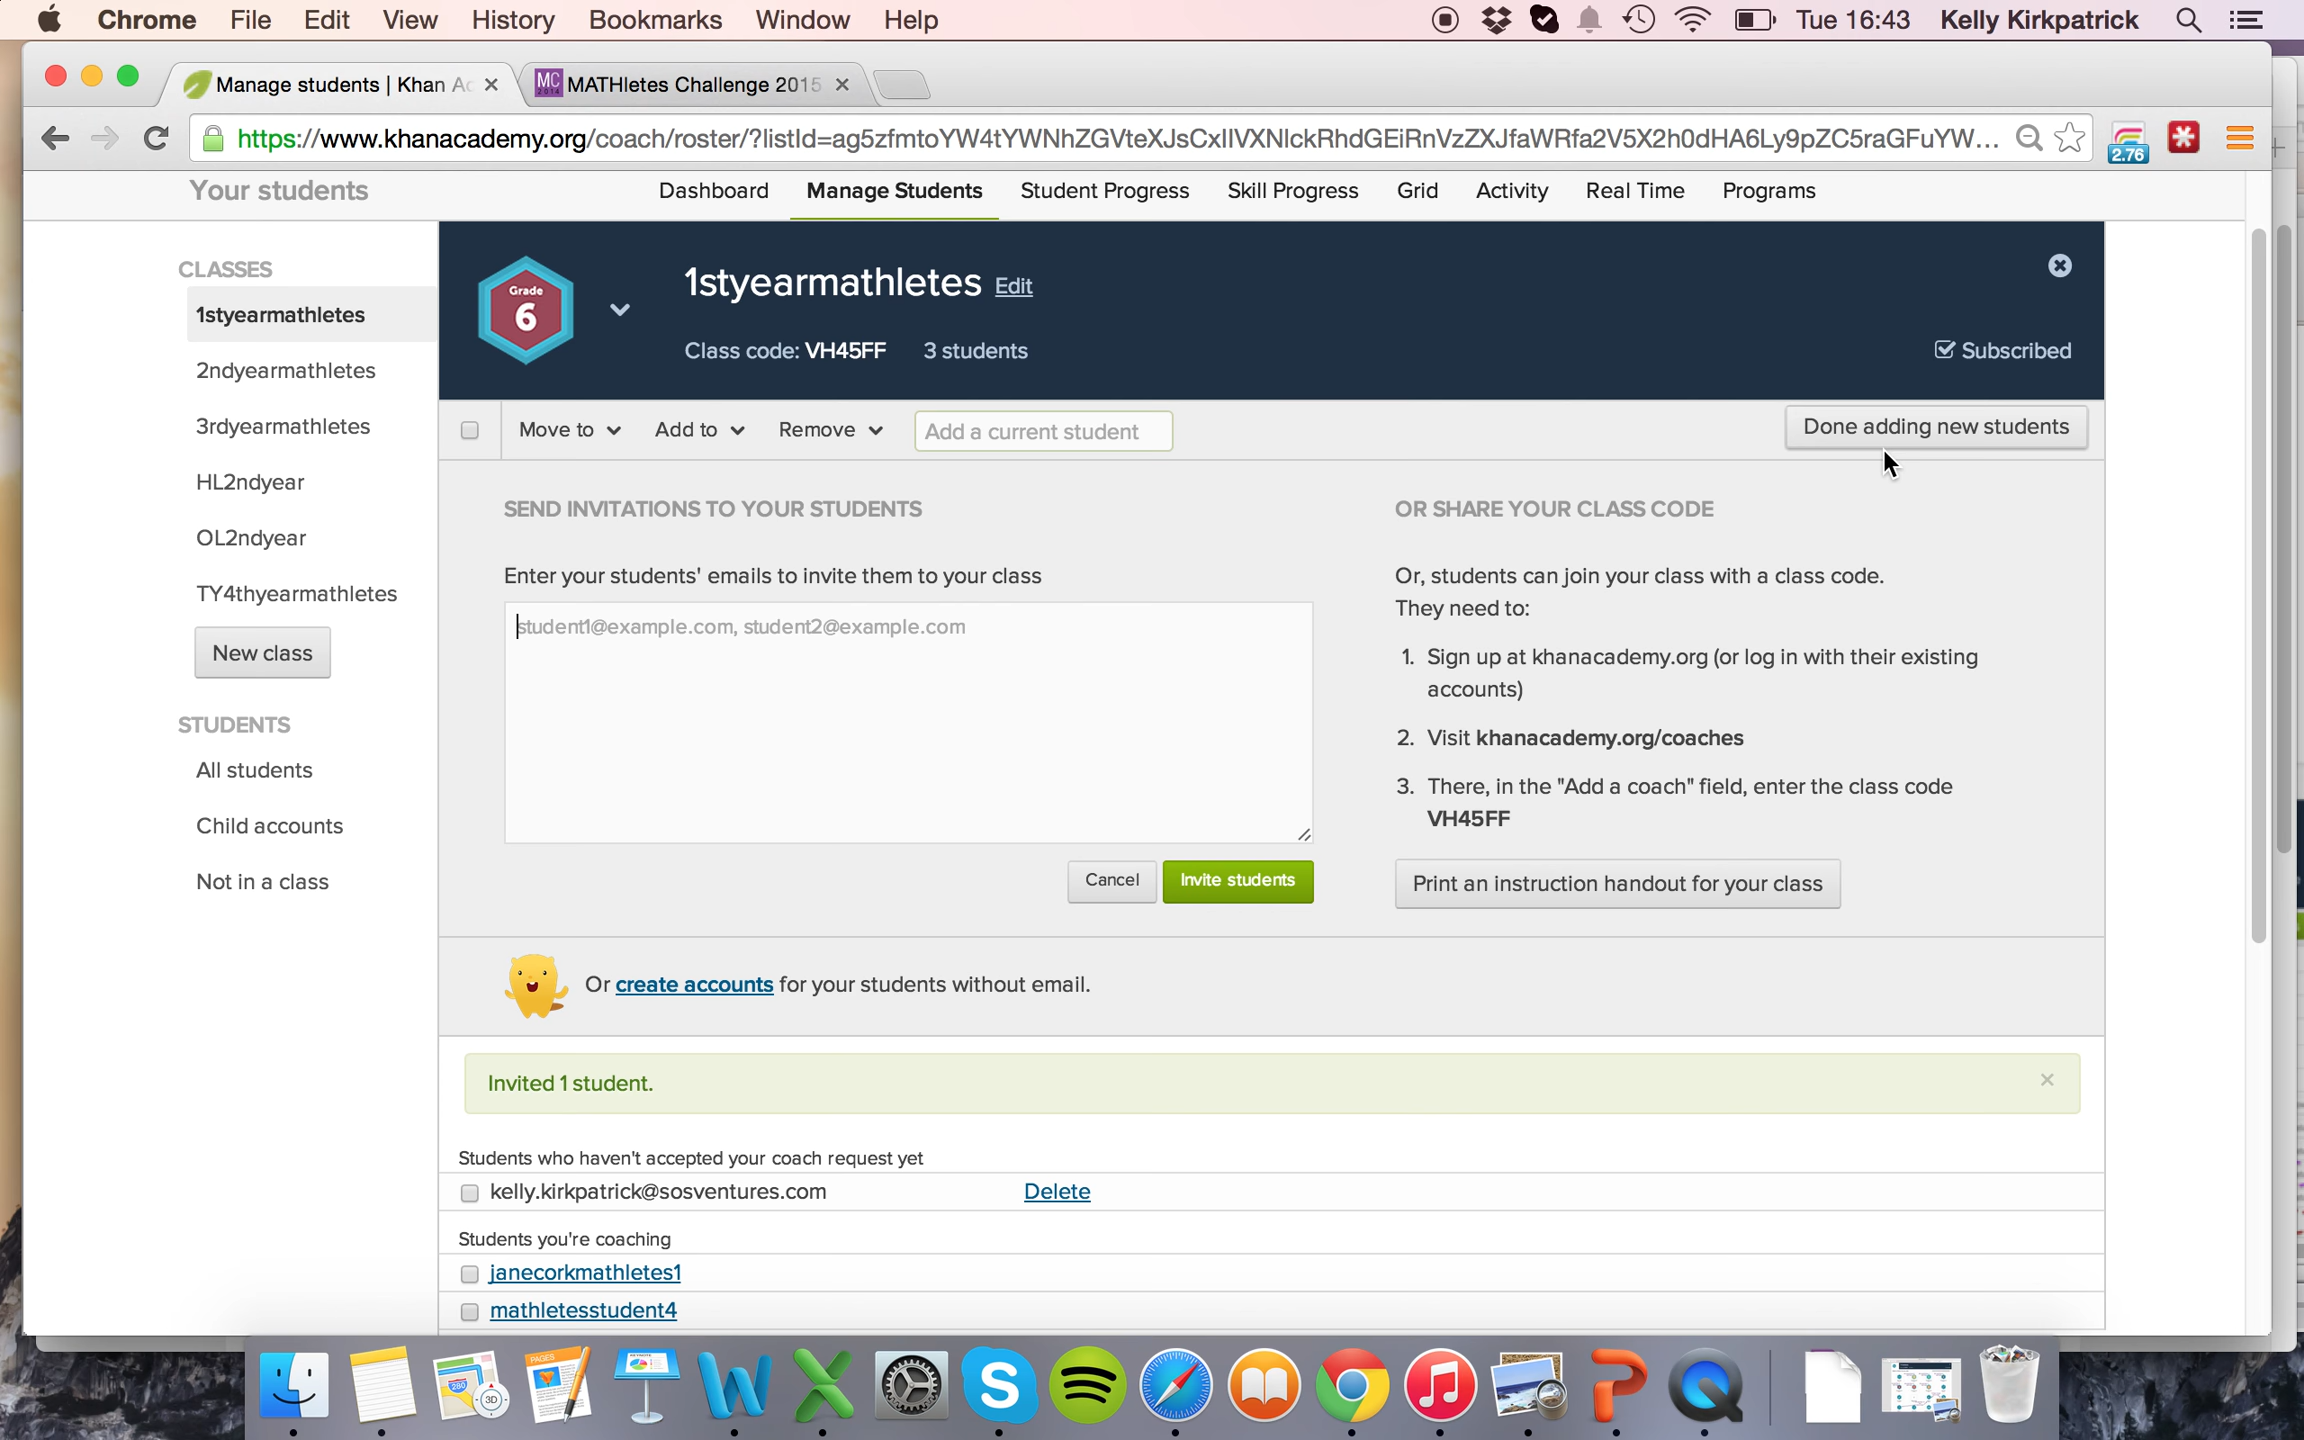 Chrome File Edit View History Bookmarks Window Help Tue 16:43 Kelly Kirkpatrick
Manage students | Khan Ac
MC 2014 MATHletes Challenge 2015
https://www.khanacademy.org/coach/roster/?listId=ag5zfmtoYW4tYWNhZGVteXJsCxIIVXNlckRhdGEiRnVzZXJfaWRfa2V5X2h0dHA6Ly9pZC5raGFuYW...
2.76
Your students Dashboard Manage Students Student Progress Skill Progress Grid Activity Real Time Programs
CLASSES
1styearmathletes
2ndyearmathletes
3rdyearmathletes
HL2ndyear
OL2ndyear
TY4thyearmathletes
New class
STUDENTS
All students
Child accounts
Not in a class
Grade
6
1styearmathletes Edit
Class code: VH45FF 3 students
Subscribed
Move to Add to Remove Add a current student Done adding new students
SEND INVITATIONS TO YOUR STUDENTS
Enter your students' emails to invite them to your class
student1@example.com, student2@example.com
Cancel Invite students
OR SHARE YOUR CLASS CODE
Or, students can join your class with a class code.
They need to:
1. Sign up at khanacademy.org (or log in with their existing
accounts)
2. Visit khanacademy.org/coaches
3. There, in the "Add a coach" field, enter the class code
VH45FF
Print an instruction handout for your class
Or create accounts for your students without email.
Invited 1 student.
Students who haven't accepted your coach request yet
kelly.kirkpatrick@sosventures.com Delete
Students you're coaching
janecorkmathletes1
mathletesstudent4
280
3D
PAGES